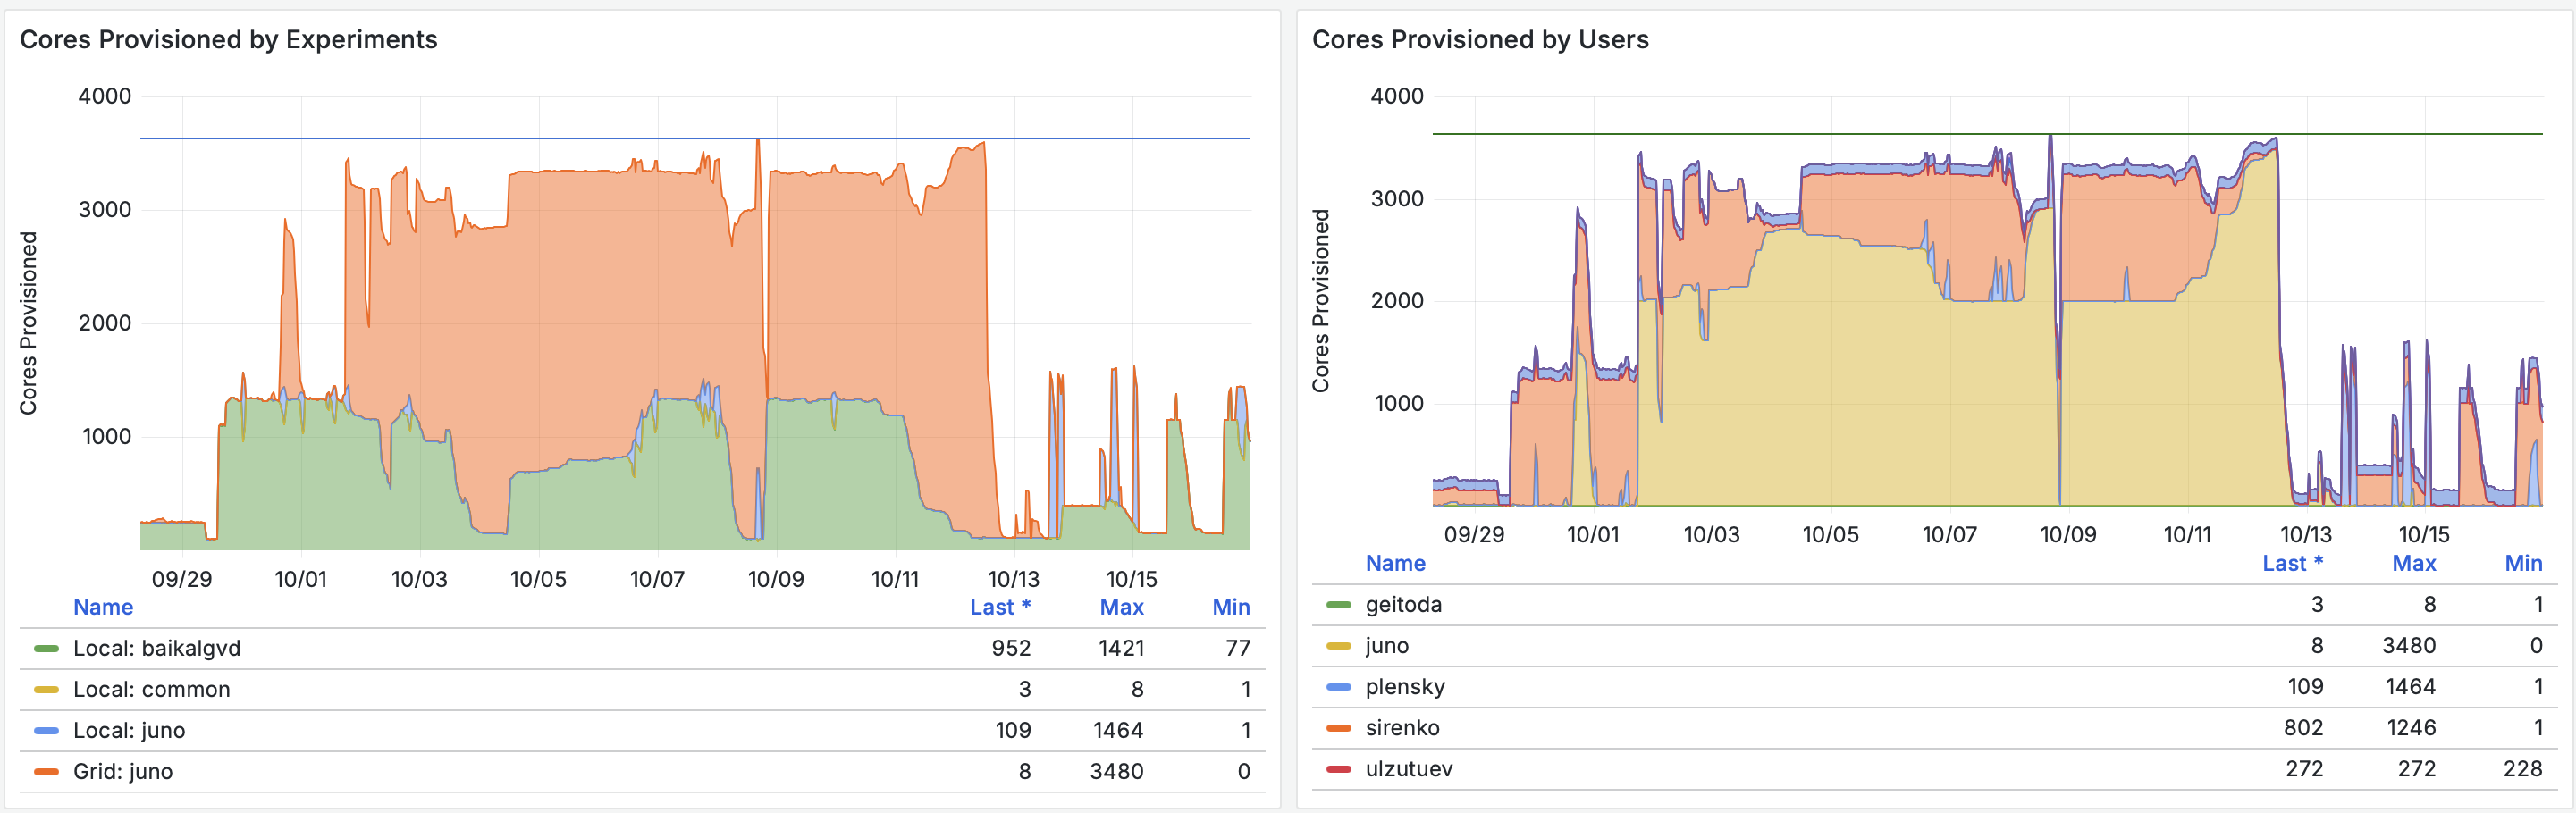 Cores Provisioned by Experiments
4000
3000
2000
1000
Cores Provisioned
09/29 10/01 10/03 10/05 10/07 10/09 10/11 10/13 10/15
Name Last * Max Min
Local: baikalgvd 952 1421 77
Local: common 3 8 1
Local: juno 109 1464 1
Grid: juno 8 3480 0
Cores Provisioned by Users
4000
3000
2000
1000
Cores Provisioned
09/29 10/01 10/03 10/05 10/07 10/09 10/11 10/13 10/15
Name Last * Max Min
geitoda 3 8 1
juno 8 3480 0
plensky 109 1464 1
sirenko 802 1246 1
ulzutuev 272 272 228